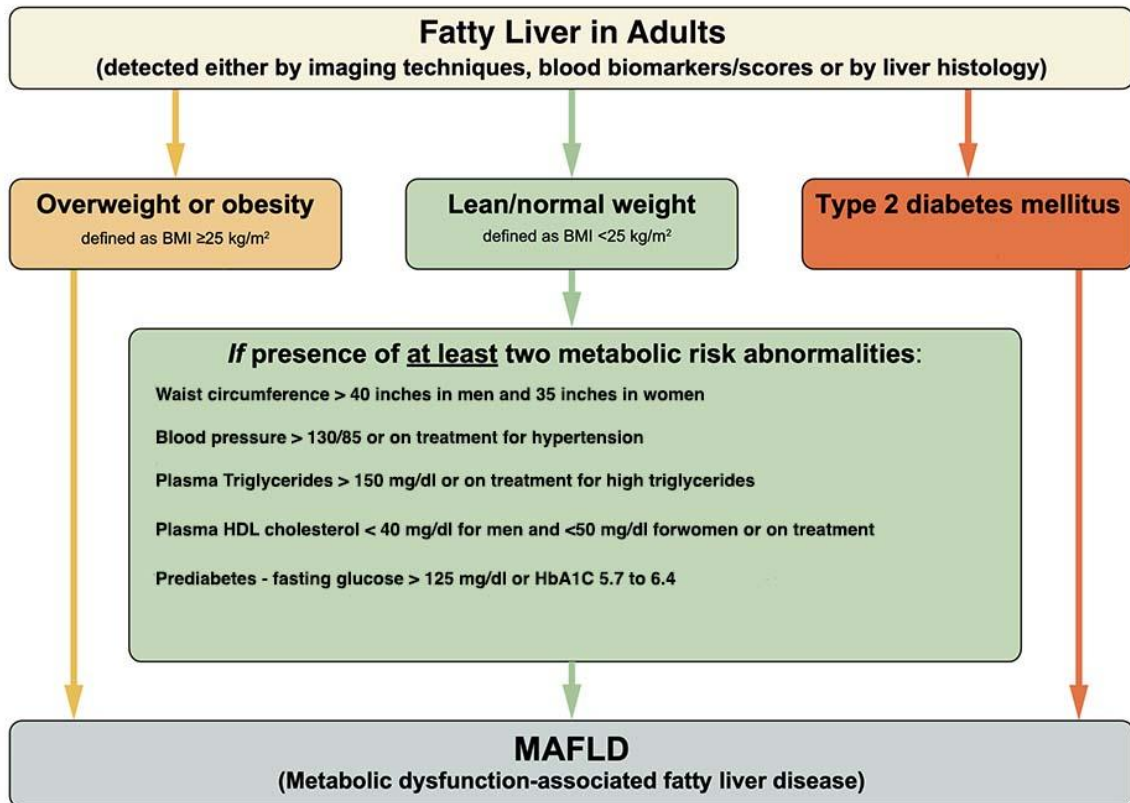 Fatty Liver in Adults
(detected either by imaging techniques, blood biomarkers/scores or by liver histology)
Overweight or obesity
defined as BMI ≥25 kg/m²
Lean/normal weight
defined as BMI <25 kg/m²
Type 2 diabetes mellitus
If presence of at least two metabolic risk abnormalities:
Waist circumference > 40 inches in men and 35 inches in women
Blood pressure > 130/85 or on treatment for hypertension
Plasma Triglycerides > 150 mg/dl or on treatment for high triglycerides
Plasma HDL cholesterol < 40 mg/dl for men and <50 mg/dl forwomen or on treatment
Prediabetes - fasting glucose > 125 mg/dl or HbA1C 5.7 to 6.4
MAFLD
(Metabolic dysfunction-associated fatty liver disease)